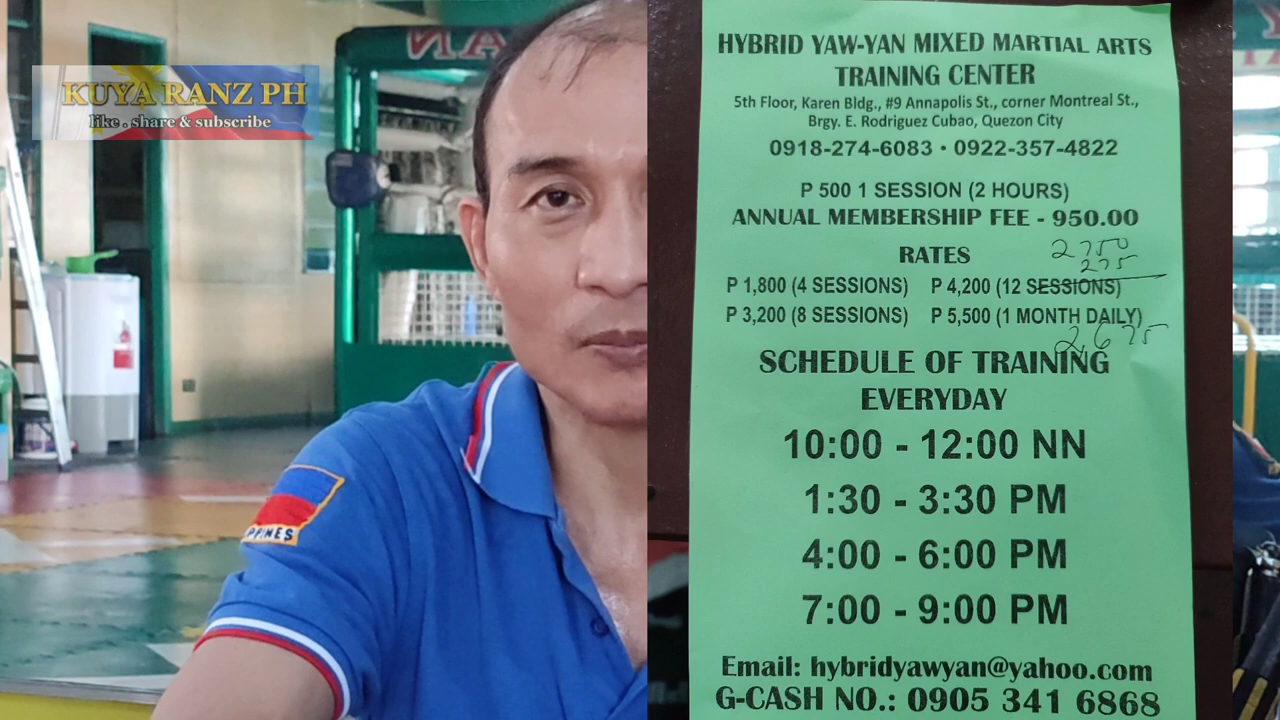 KUYA RANZ PH
like . share & subscribe
HYBRID YAW-YAN MIXED MARTIAL ARTS
TRAINING CENTER
5th Floor, Karen Bldg., #9 Annapolis St., corner Montreal St.,
Brgy. E. Rodriguez Cubao, Quezon City
0918-274-6083 • 0922-357-4822
P 500 1 SESSION (2 HOURS)
ANNUAL MEMBERSHIP FEE - 950.00
RATES
2750
275
P 1,800 (4 SESSIONS) P 4,200 (12 SESSIONS)
P 3,200 (8 SESSIONS) P 5,500 (1 MONTH DAILY)
SCHEDULE OF TRAINING
EVERYDAY
10:00 - 12:00 NN
1:30 - 3:30 PM
4:00 - 6:00 PM
7:00 - 9:00 PM
Email: hybridyawyan@yahoo.com
G-CASH NO.: 0905 341 6868